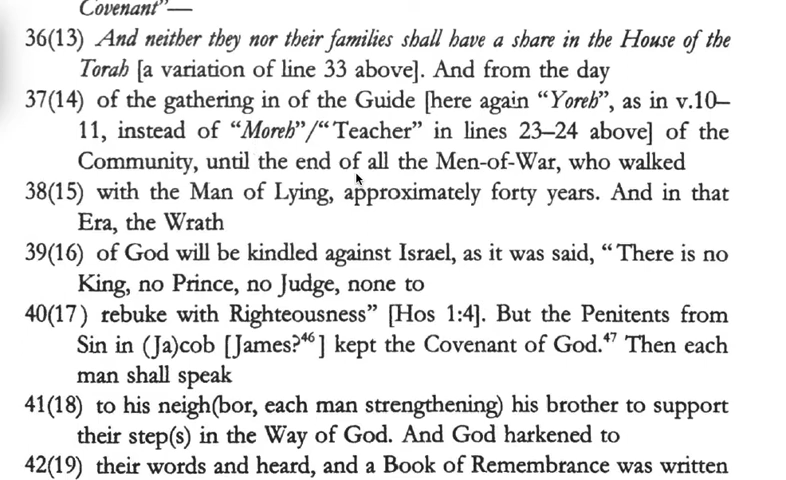 Covenant”—
36(13) And neither they nor their families shall have a share in the House of the
Torah [a variation of line 33 above]. And from the day
37(14) of the gathering in of the Guide [here again “Yoreh”, as in v.10–
11, instead of “Moreh”/“Teacher” in lines 23–24 above] of the
Community, until the end of all the Men-of-War, who walked
38(15) with the Man of Lying, approximately forty years. And in that
Era, the Wrath
39(16) of God will be kindled against Israel, as it was said, “There is no
King, no Prince, no Judge, none to
40(17) rebuke with Righteousness” [Hos 1:4]. But the Penitents from
Sin in (Ja)cob [James?⁴⁶] kept the Covenant of God.⁴⁷ Then each
man shall speak
41(18) to his neigh(bor, each man strengthening) his brother to support
their step(s) in the Way of God. And God harkened to
42(19) their words and heard, and a Book of Remembrance was written